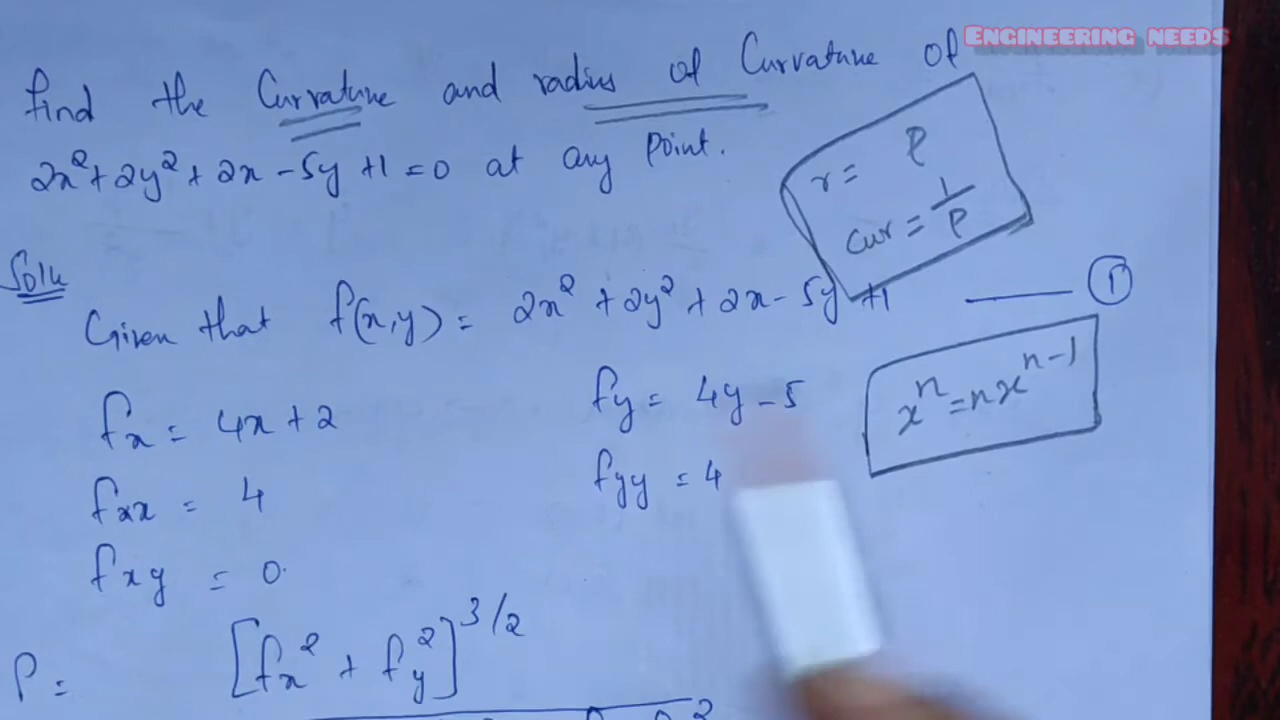 ENGINEERING NEEDS
find the Curvature and radius of Curvature of
2x²+2y²+2x-5y+1=0 at any point.
r = ρ
cur = 1/ρ
Soln
Given that f(x,y) = 2x²+2y²+2x-5y+1 —— ①
fx = 4x+2 fy = 4y-5
xⁿ = nxⁿ⁻¹
fxx = 4 fyy = 4
fxy = 0.
ρ = [fx²+fy²]^3/2